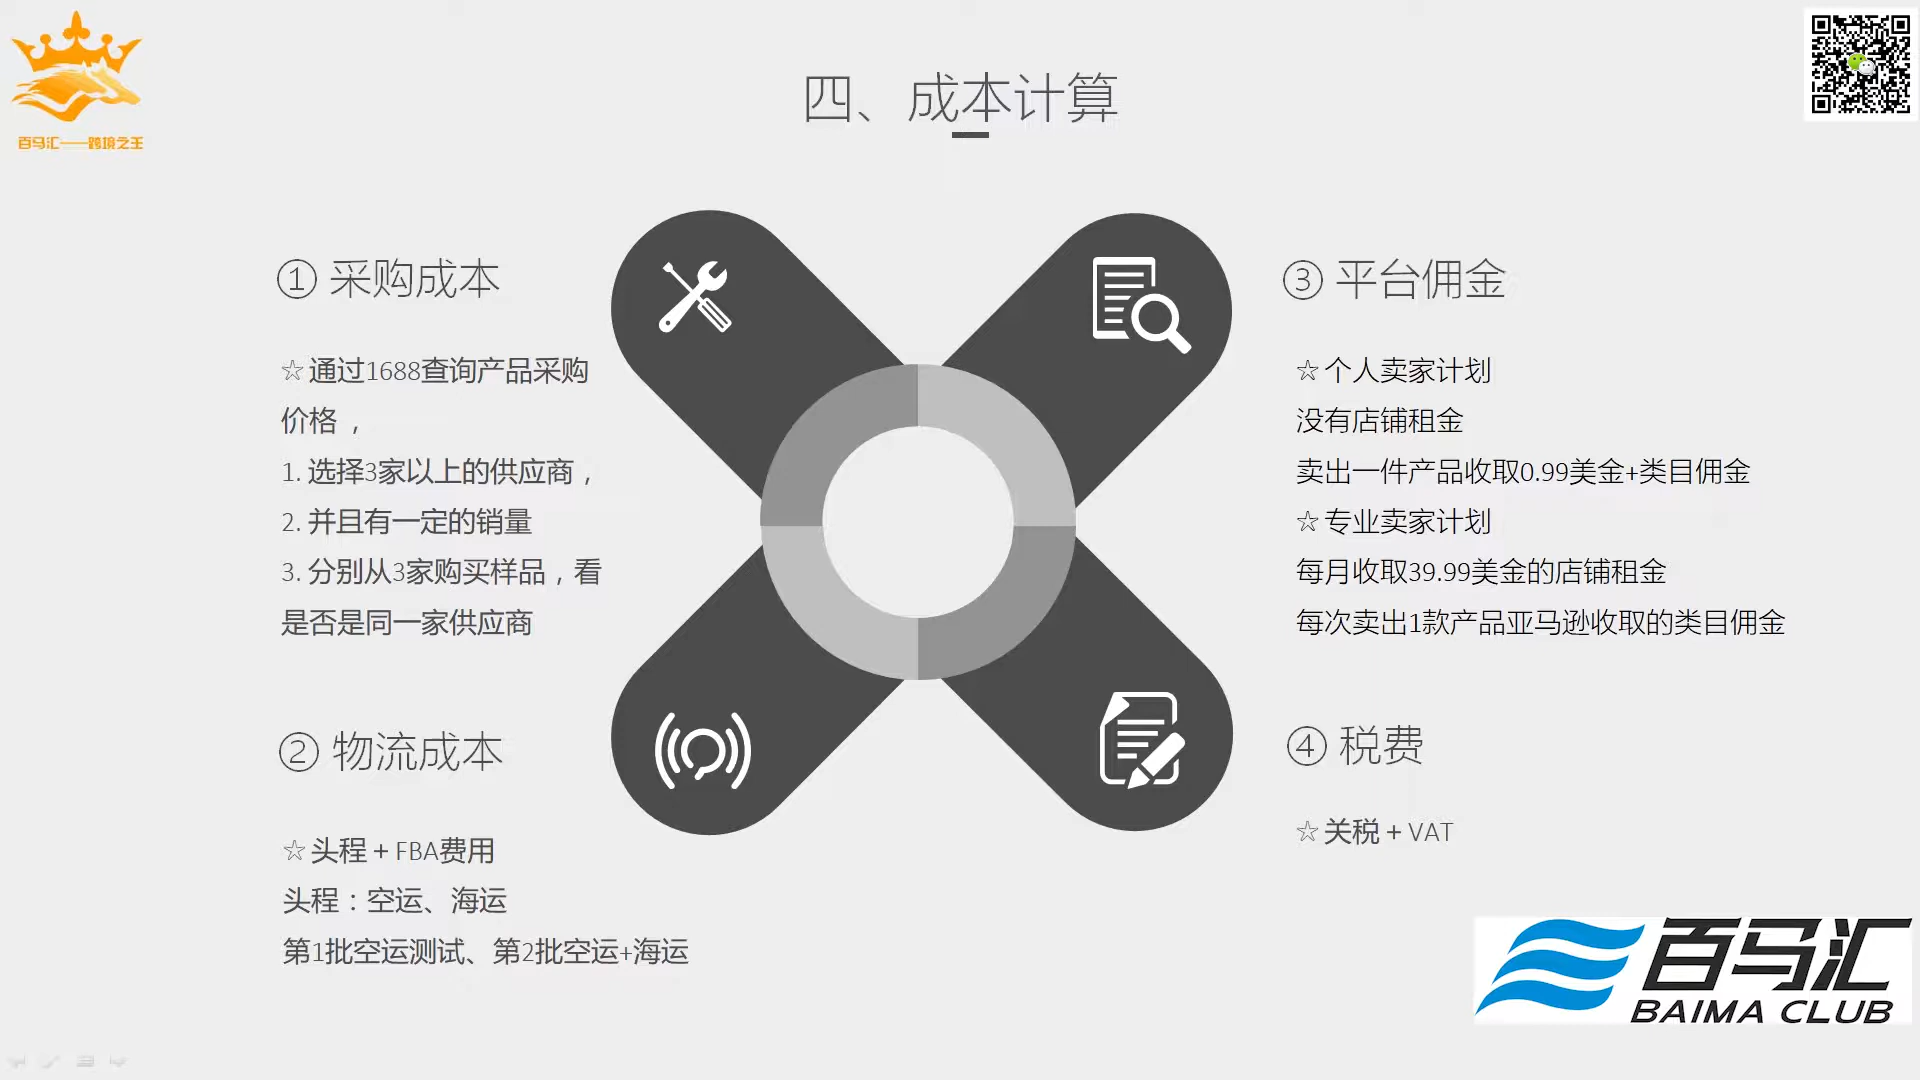 百马汇——跨境之王
四、成本计算
① 采购成本
☆通过1688查询产品采购
价格，
1. 选择3家以上的供应商，
2. 并且有一定的销量
3. 分别从3家购买样品，看
是否是同一家供应商
② 物流成本
☆头程 + FBA费用
头程：空运、海运
第1批空运测试、第2批空运+海运
③ 平台佣金
☆个人卖家计划
没有店铺租金
卖出一件产品收取0.99美金+类目佣金
☆专业卖家计划
每月收取39.99美金的店铺租金
每次卖出1款产品亚马逊收取的类目佣金
④ 税费
☆关税 + VAT
百马汇
BAIMA CLUB